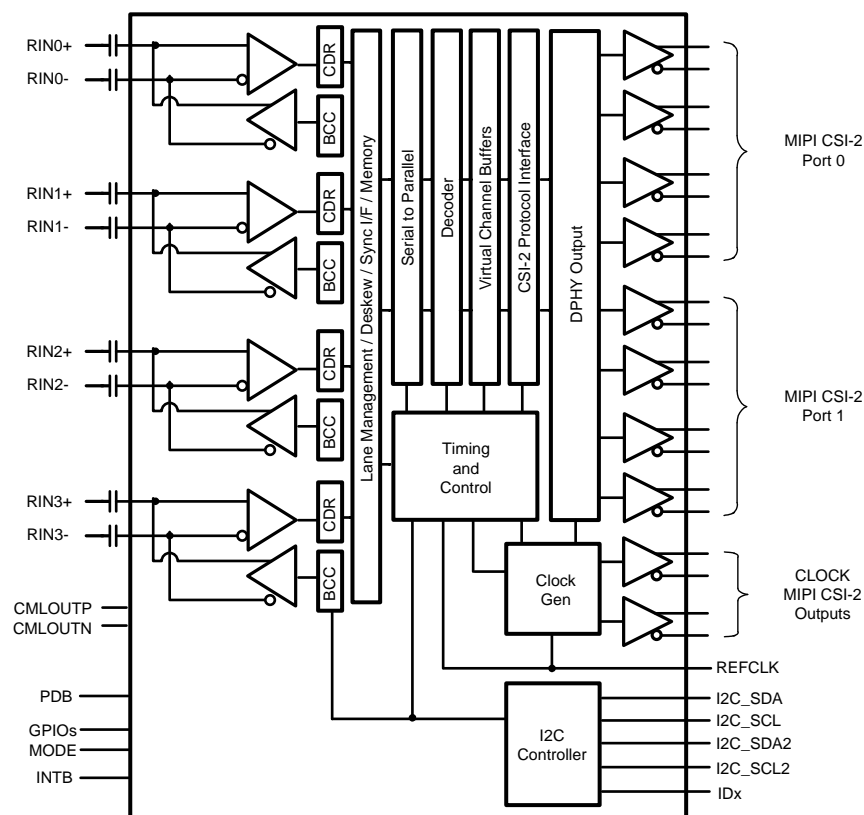 RIN0+
RIN0-
CDR
BCC
RIN1+
RIN1-
CDR
BCC
RIN2+
RIN2-
CDR
BCC
RIN3+
RIN3-
CDR
BCC
CMLOUTP
CMLOUTN
PDB
GPIOs
MODE
INTB
Lane Management / Deskew / Sync I/F / Memory
Serial to Parallel
Decoder
Virtual Channel Buffers
CSI-2 Protocol Interface
DPHY Output
Timing
and
Control
Clock
Gen
I2C
Controller
MIPI CSI-2
Port 0
MIPI CSI-2
Port 1
CLOCK
MIPI CSI-2
Outputs
REFCLK
I2C_SDA
I2C_SCL
I2C_SDA2
I2C_SCL2
IDx